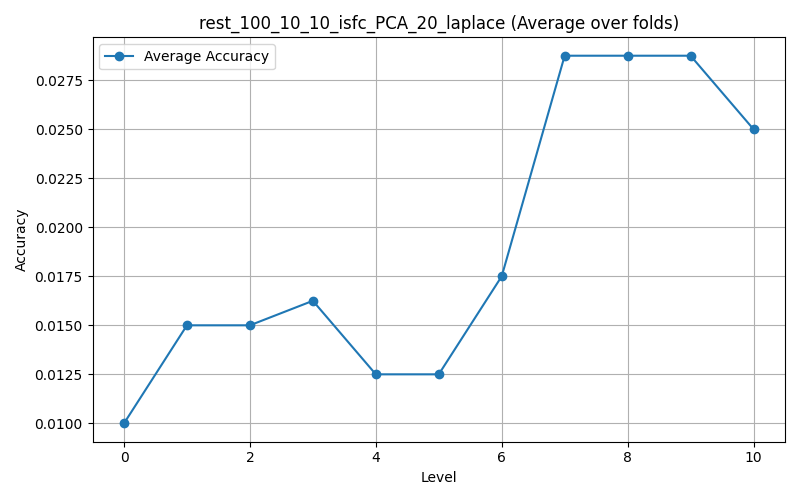 rest_100_10_10_isfc_PCA_20_laplace (Average over folds)
Average Accuracy
0.0275
0.0250
0.0225
0.0200
0.0175
0.0150
0.0125
0.0100
Accuracy
0 2 4 6 8 10
Level